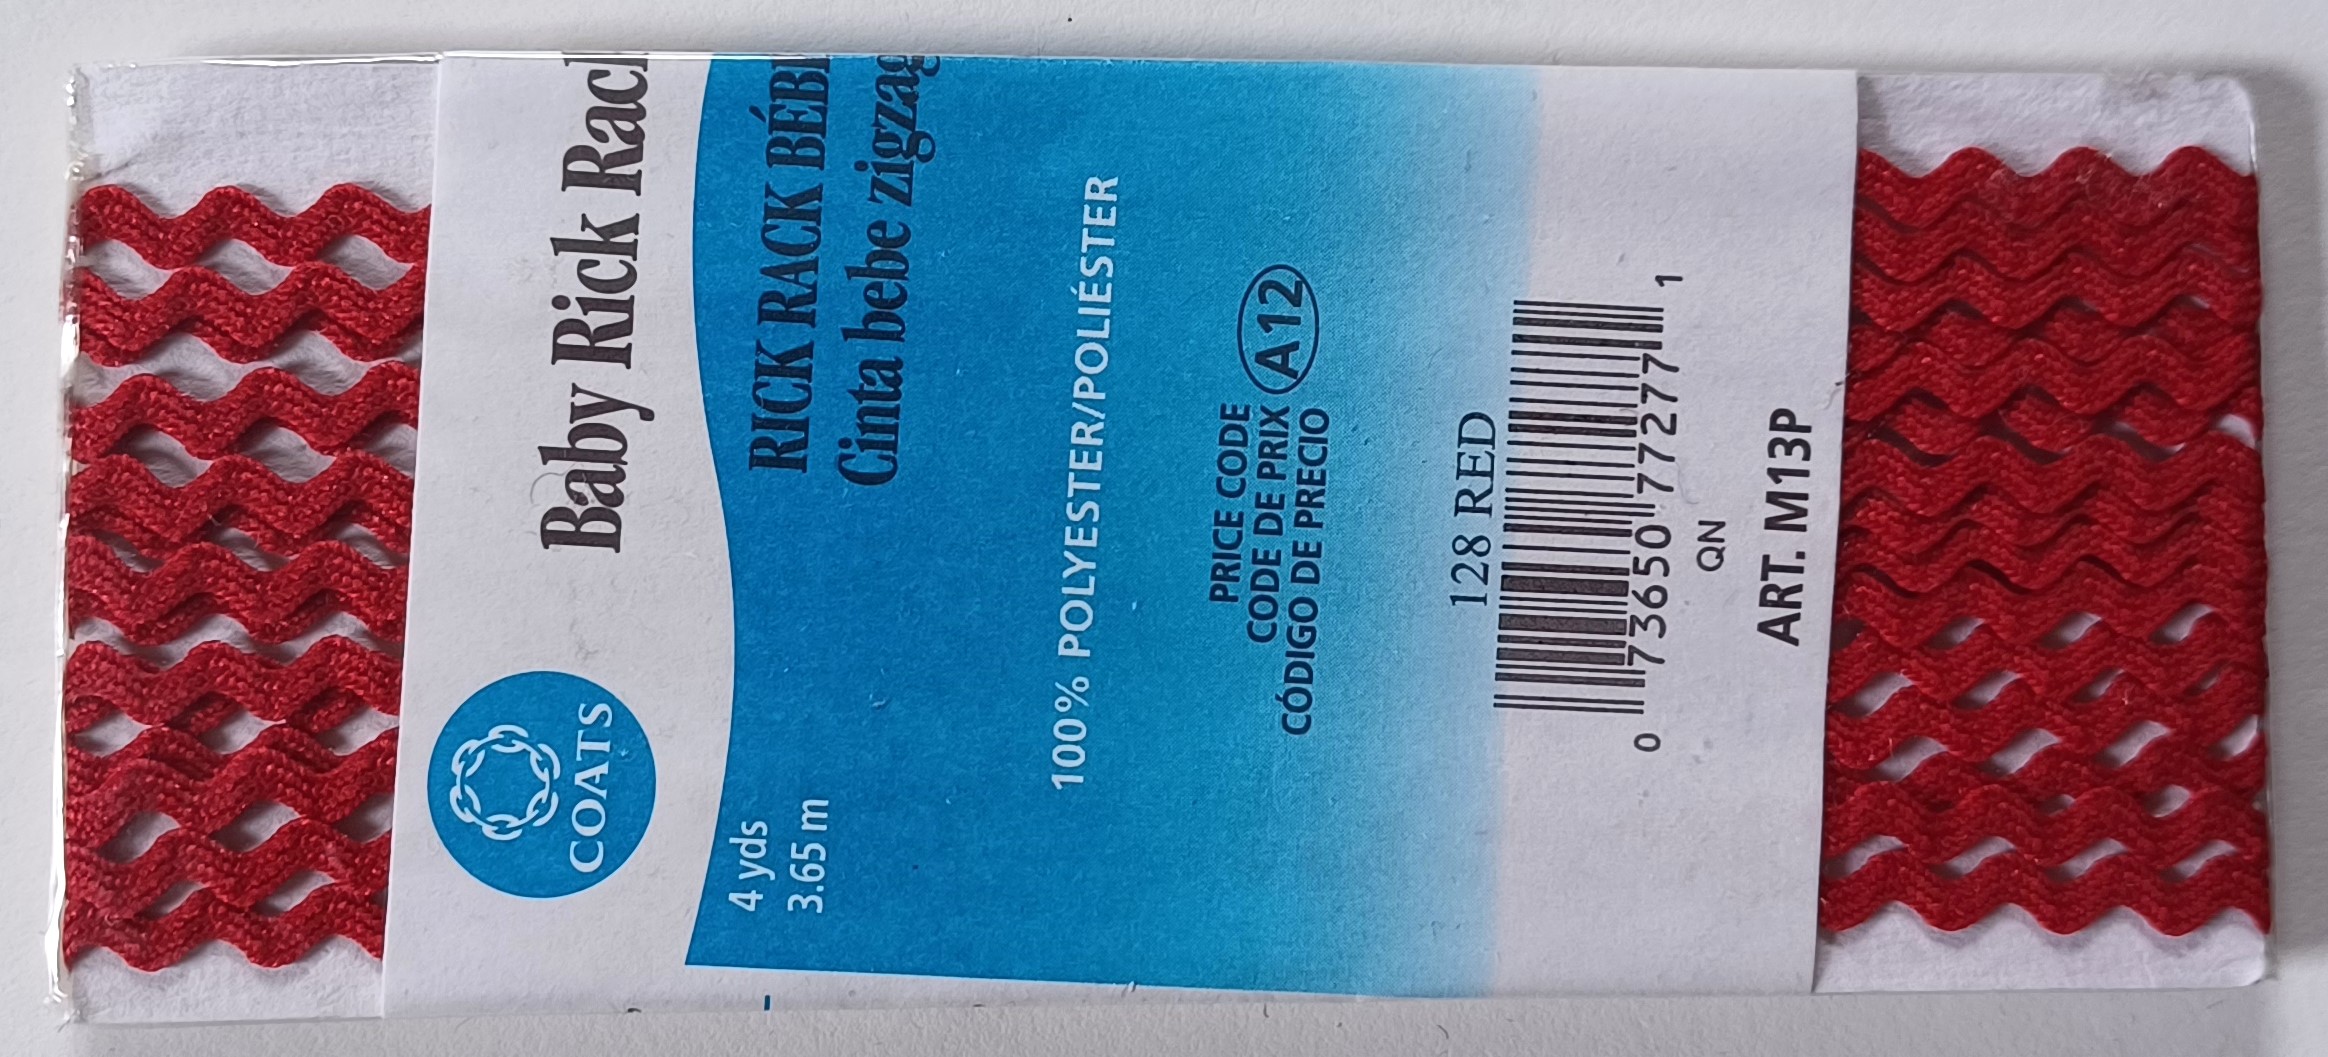 COATS
Baby Rick Rack
4 yds
3.65 m
RICK RACK BÉBÉ
Cinta bebe zigzag
100% POLYESTER/POLIÉSTER
PRICE CODE
CODE DE PRIX A12
CÓDIGO DE PRECIO
128 RED
0 73650 77277 1
QN
ART. M13P